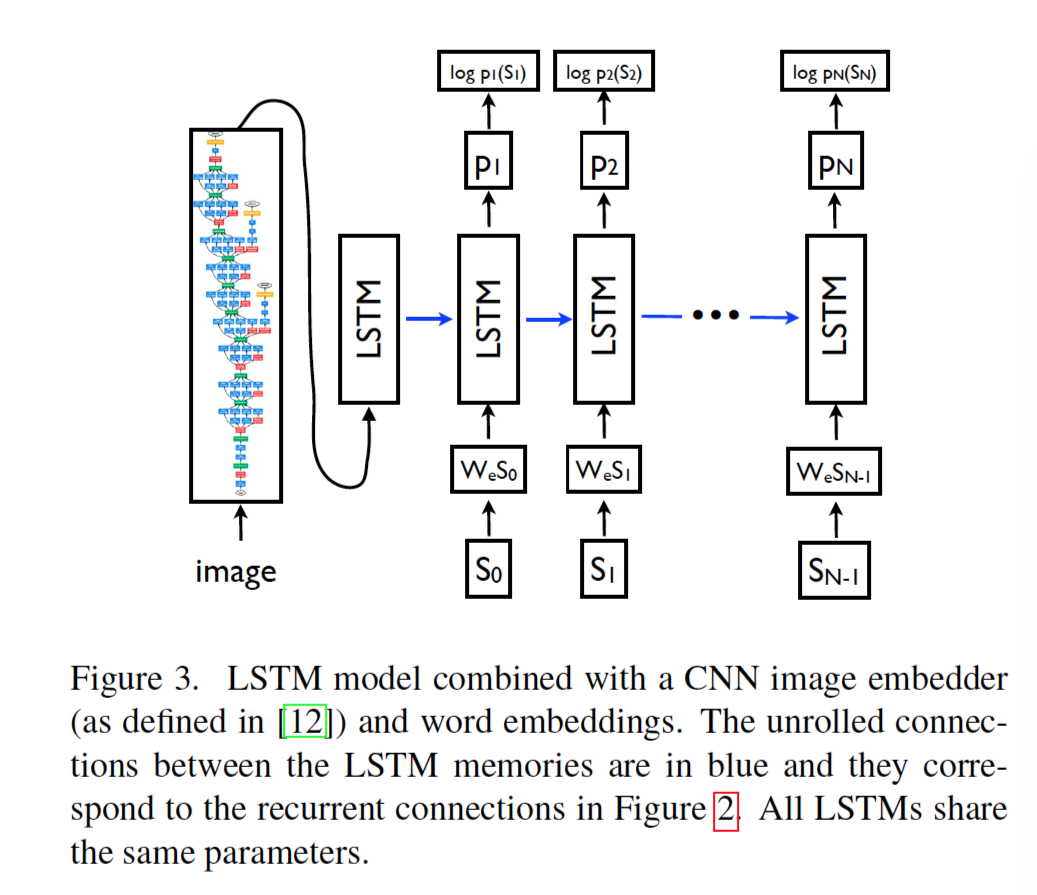 log p1(S1)
log p2(S2)
log pN(SN)
p1
p2
pN
LSTM
LSTM
LSTM
LSTM
WeS0
WeS1
WeSN-1
image
S0
S1
SN-1
Figure 3. LSTM model combined with a CNN image embedder
(as defined in [12]) and word embeddings. The unrolled connec-
tions between the LSTM memories are in blue and they corre-
spond to the recurrent connections in Figure 2. All LSTMs share
the same parameters.